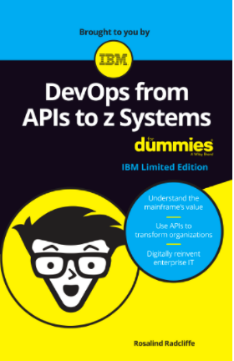 Brought to you by
IBM
DevOps from
APIs to z Systems
for
dummies
A Wiley Brand
IBM Limited Edition
Understand the
mainframe's value
Use APIs to
transform organizations
Digitally reinvent
enterprise IT
Rosalind Radcliffe